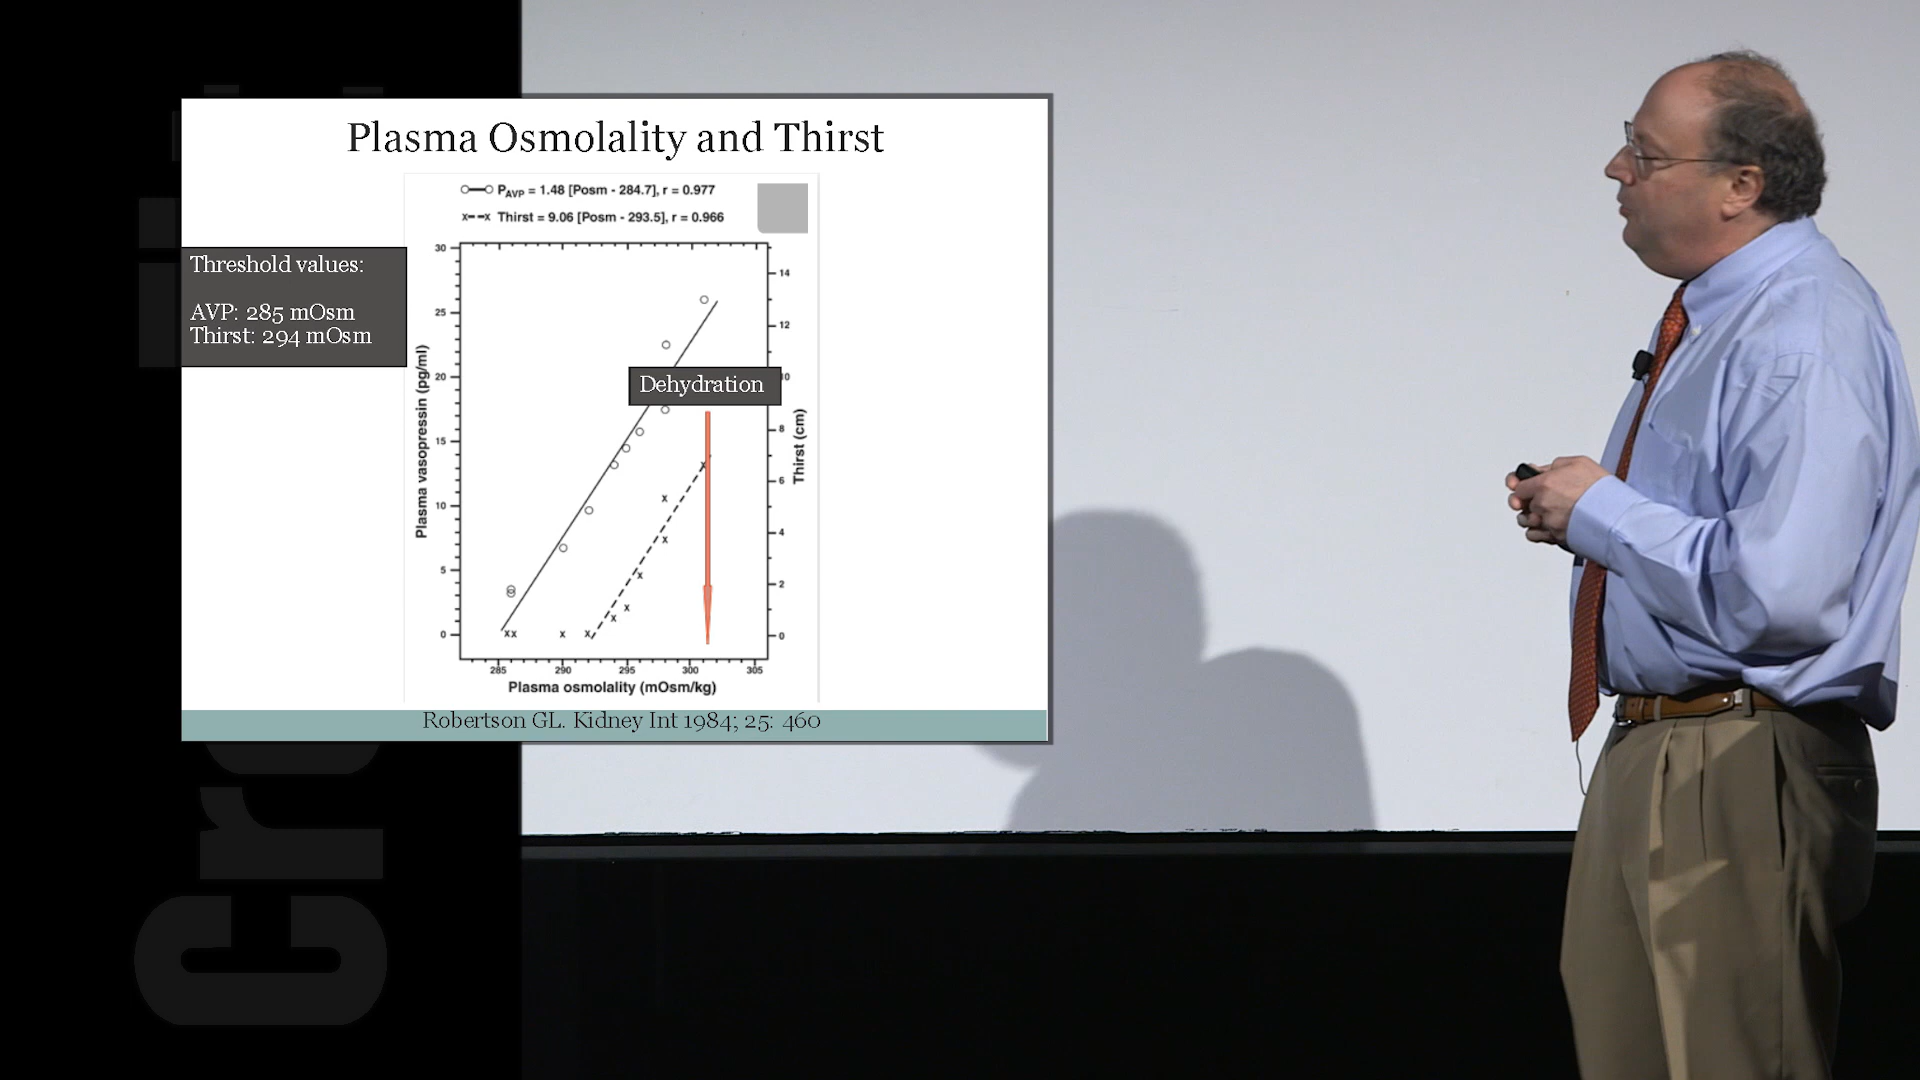 Plasma Osmolality and Thirst
P_AVP = 1.48 [Posm - 284.7], r = 0.977
x--x Thirst = 9.06 [Posm - 293.5], r = 0.966
Threshold values:
AVP: 285 mOsm
Thirst: 294 mOsm
Plasma vasopressin (pg/ml)
30
25
20
15
10
5
0
Dehydration
14
12
10
8
6
4
2
0
Thirst (cm)
285 290 295 300 305
Plasma osmolality (mOsm/kg)
Robertson GL. Kidney Int 1984; 25: 460